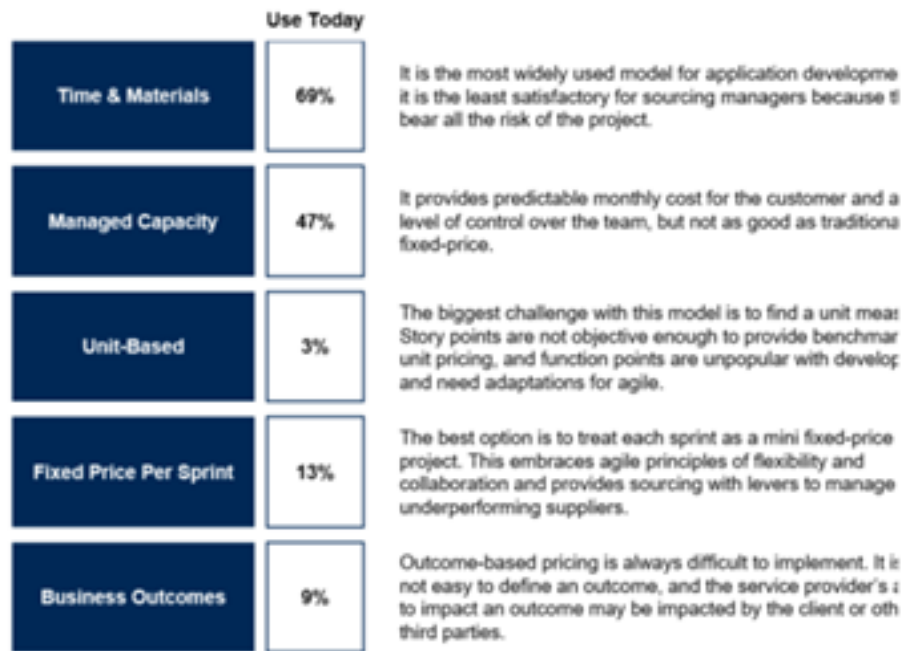 Use Today
Time & Materials
69%
It is the most widely used model for application developme
it is the least satisfactory for sourcing managers because
bear all the risk of the project.
Managed Capacity
47%
It provides predictable monthly cost for the customer and a
level of control over the team, but not as good as traditiona
fixed-price.
Unit-Based
3%
The biggest challenge with this model is to find a unit meas
Story points are not objective enough to provide benchmar
unit pricing, and function points are unpopular with develop
and need adaptations for agile.
Fixed Price Per Sprint
13%
The best option is to treat each sprint as a mini fixed-price
project. This embraces agile principles of flexibility and
collaboration and provides sourcing with levers to manage
underperforming suppliers.
Business Outcomes
9%
Outcome-based pricing is always difficult to implement. It is
not easy to define an outcome, and the service provider's
to impact an outcome may be impacted by the client or oth
third parties.